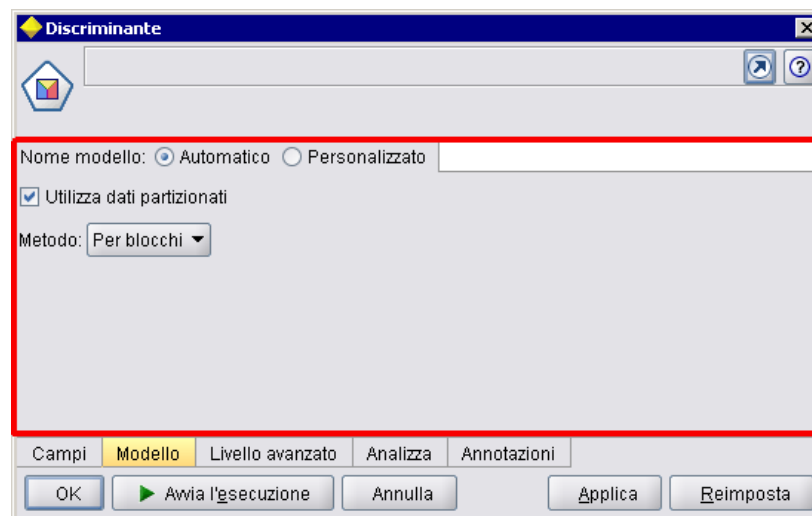 Discriminante
Nome modello: Automatico Personalizzato
Utilizza dati partizionati
Metodo: Per blocchi
Campi Modello Livello avanzato Analizza Annotazioni
OK Avvia l'esecuzione Annulla Applica Reimposta